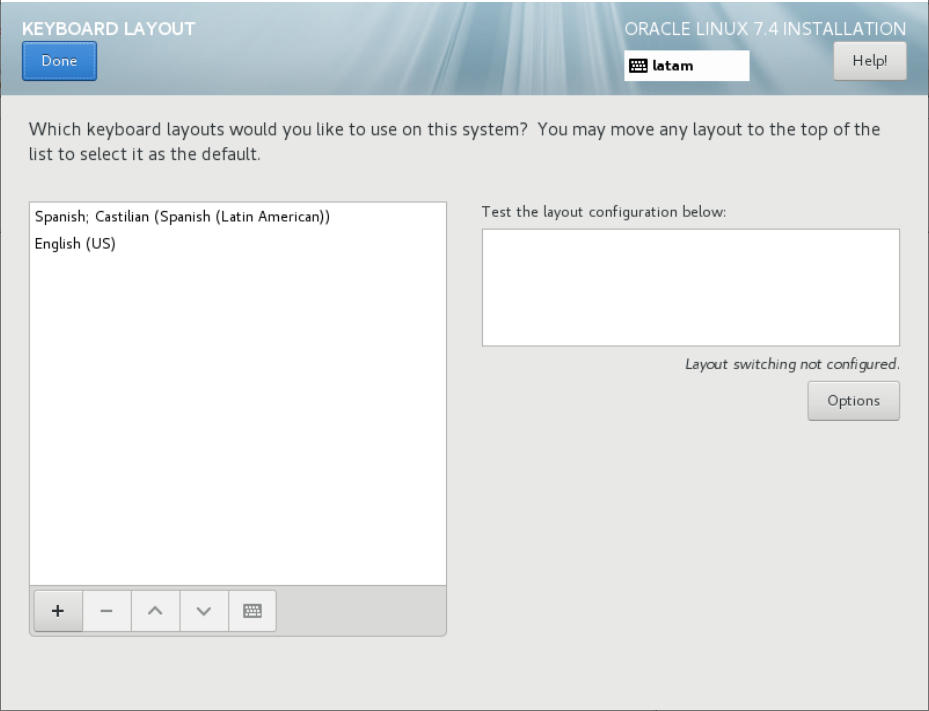 KEYBOARD LAYOUT
ORACLE LINUX 7.4 INSTALLATION
Done
latam
Help!
Which keyboard layouts would you like to use on this system? You may move any layout to the top of the
list to select it as the default.
Spanish; Castilian (Spanish (Latin American))
English (US)
Test the layout configuration below:
Layout switching not configured.
Options